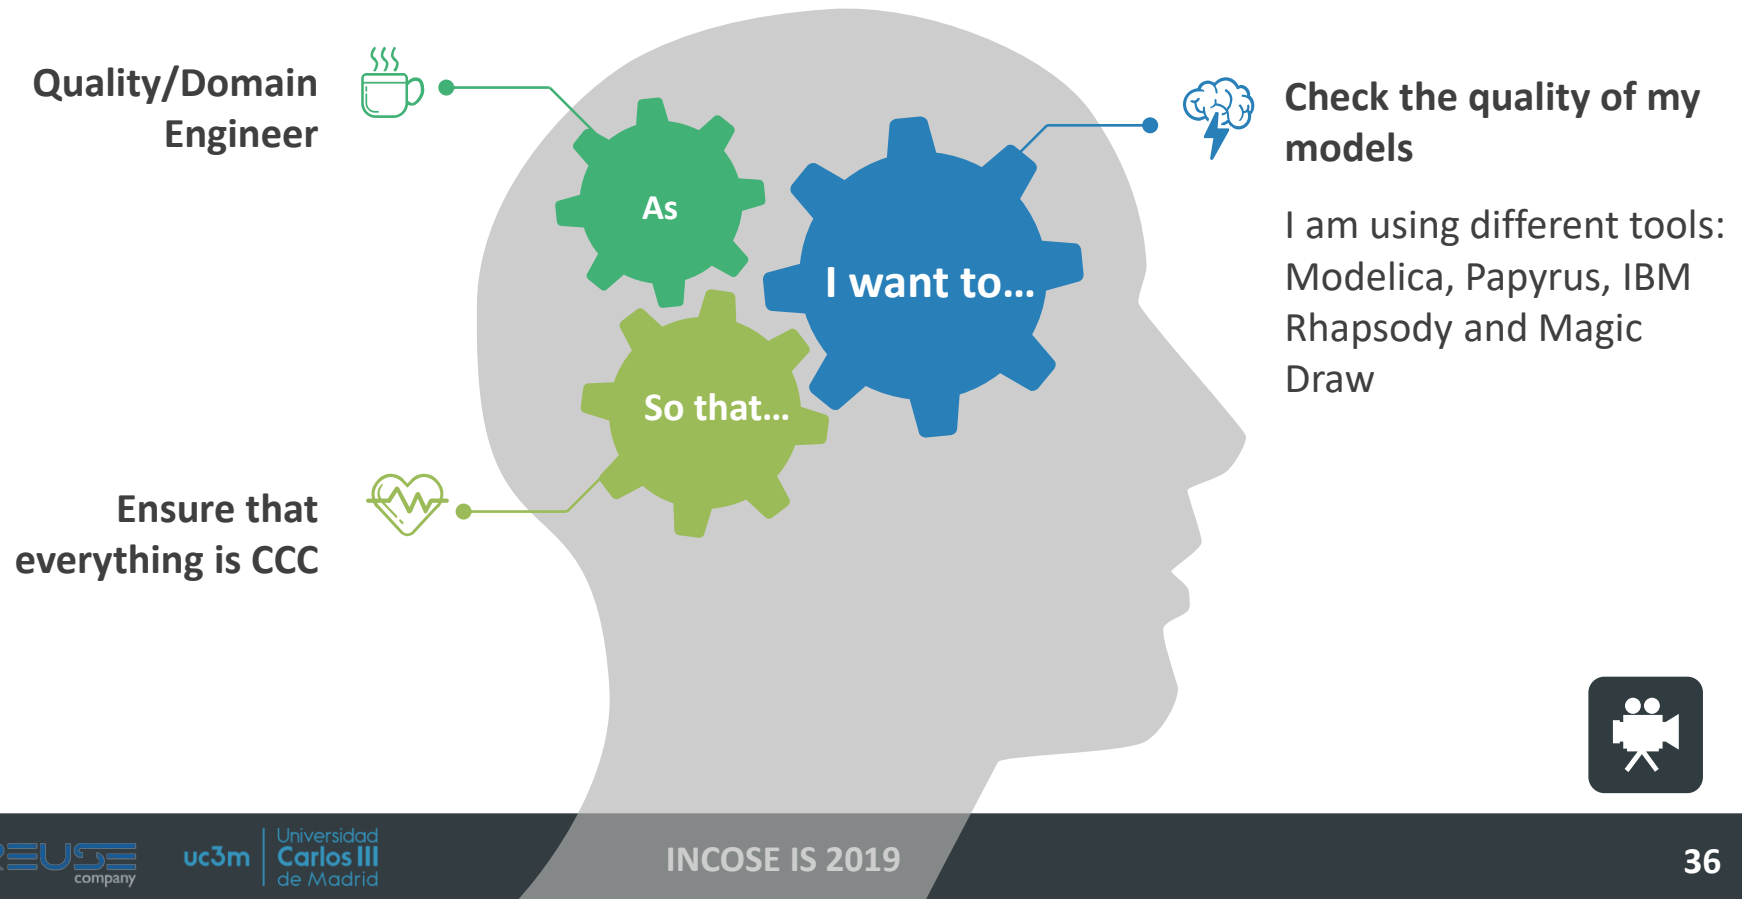 Quality/Domain
Engineer
As
I want to...
So that...
Check the quality of my
models
I am using different tools:
Modelica, Papyrus, IBM
Rhapsody and Magic
Draw
Ensure that
everything is CCC
REUSE
company
uc3m
Universidad
Carlos III
de Madrid
INCOSE IS 2019
36